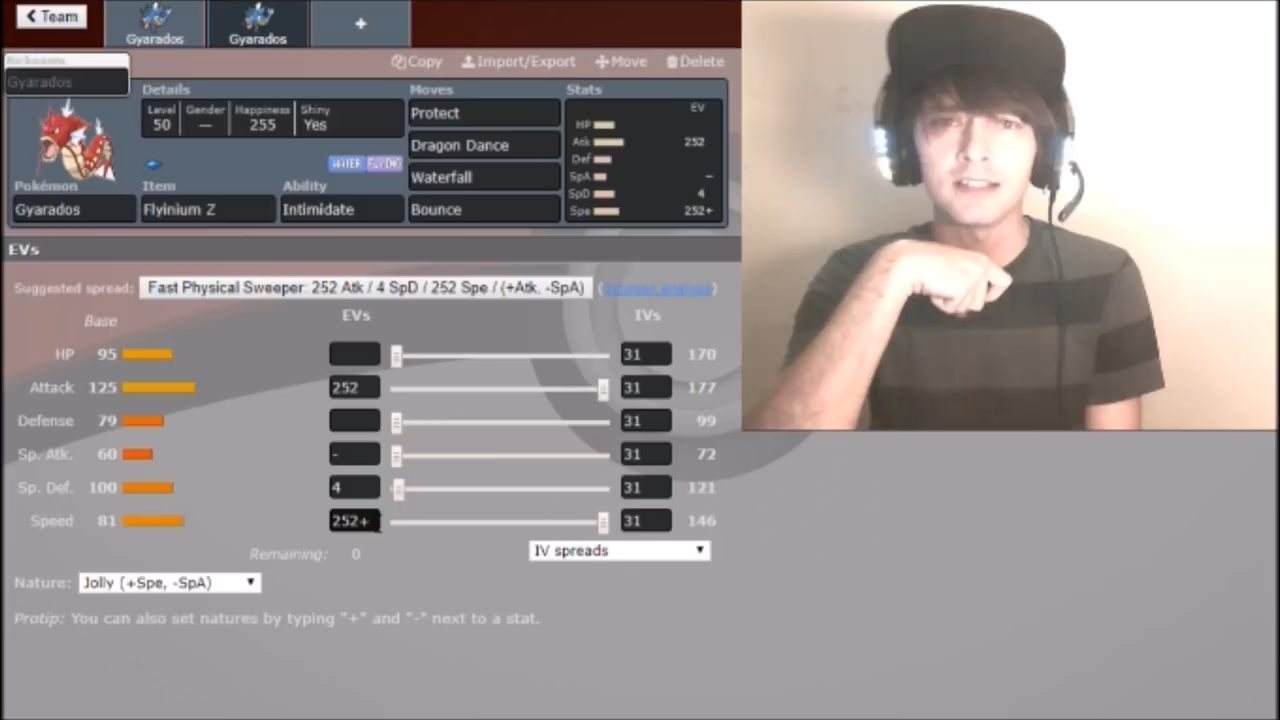 Team
Gyarados
Gyarados
+
Copy Import/Export Move Delete
Nickname
Gyarados
Details
Level Gender Happiness Shiny
50 — 255 Yes
WATER FLYING
Pokémon Item Ability
Gyarados Flyinium Z Intimidate
Moves
Protect
Dragon Dance
Waterfall
Bounce
Stats
EV
HP
Atk 252
Def
SpA –
SpD 4
Spe 252+
EVs
Suggested spread: Fast Physical Sweeper: 252 Atk / 4 SpD / 252 Spe / (+Atk, -SpA) (
)
Base EVs IVs
HP 95 31 170
Attack 125 252 31 177
Defense 79 31 99
Sp. Atk. 60 - 31 72
Sp. Def. 100 4 31 121
Speed 81 252+ 31 146
Remaining: 0 IV spreads
Nature: Jolly (+Spe, -SpA)
Protip: You can also set natures by typing "+" and "-" next to a stat.